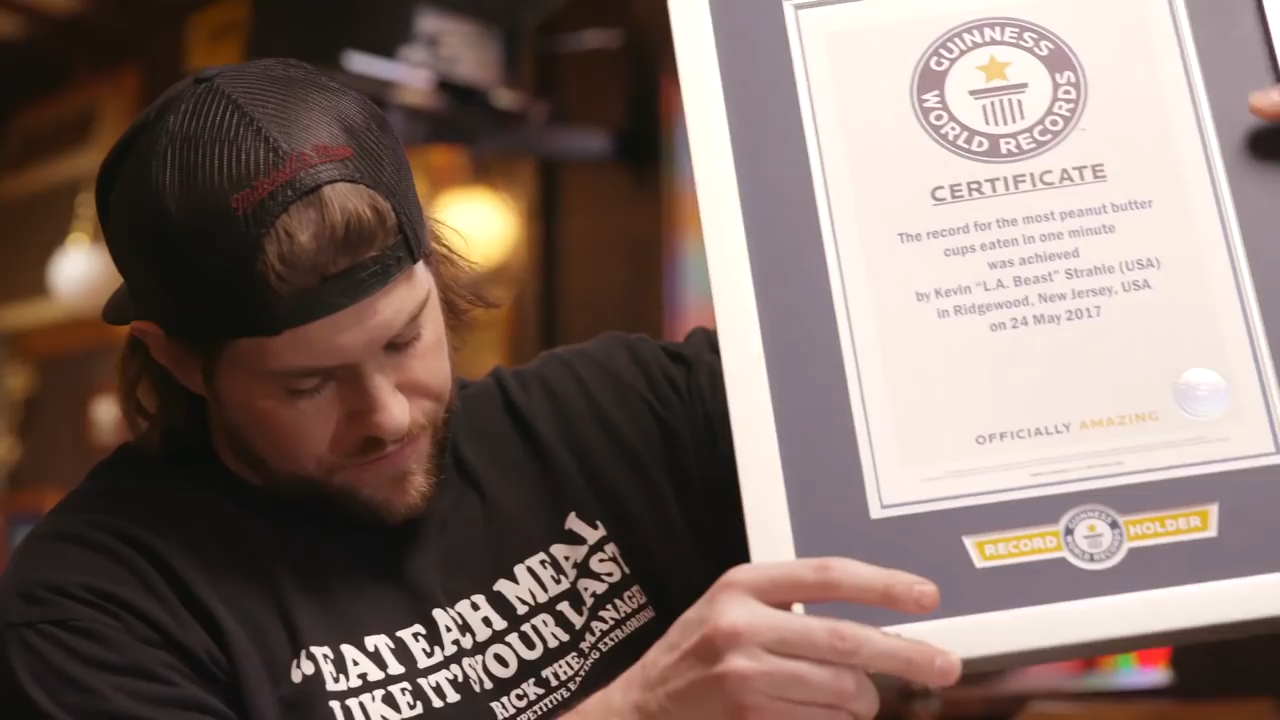 GUINNESS
WORLD RECORDS
CERTIFICATE
The record for the most peanut butter
cups eaten in one minute
was achieved
by Kevin "L.A. Beast" Strahle (USA)
in Ridgewood, New Jersey, USA
on 24 May 2017
OFFICIALLY AMAZING
RECORD GUINNESS WORLD RECORDS HOLDER
“EAT EACH MEAL
LIKE IT'S YOUR LAST
RICK THE MANAGER
EATING EXTRAORDINAI